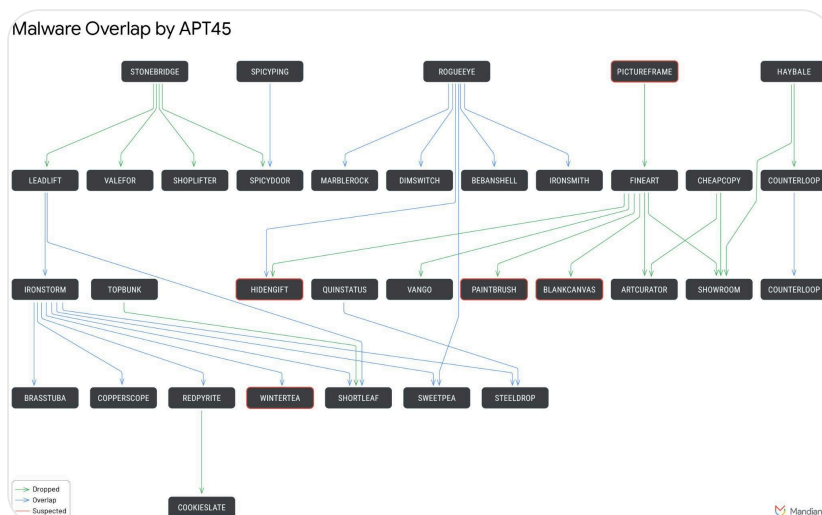 Malware Overlap by APT45
STONEBRIDGE SPICYPING ROGUEEYE PICTUREFRAME HAYBALE
LEADLIFT VALEFOR SHOPLIFTER SPICYDOOR MARBLEROCK DIMSWITCH BEBANSHELL IRONSMITH FINEART CHEAPCOPY COUNTERLOOP
IRONSTORM TOPBUNK HIDENGIFT QUINSTATUS VANGO PAINTBRUSH BLANKCANVAS ARTCURATOR SHOWROOM COUNTERLOOP
BRASSTUBA COPPERSCOPE REDPYRITE WINTERTEA SHORTLEAF SWEETPEA STEELDROP
COOKIESLATE
Dropped
Overlap
Suspected
Mandian